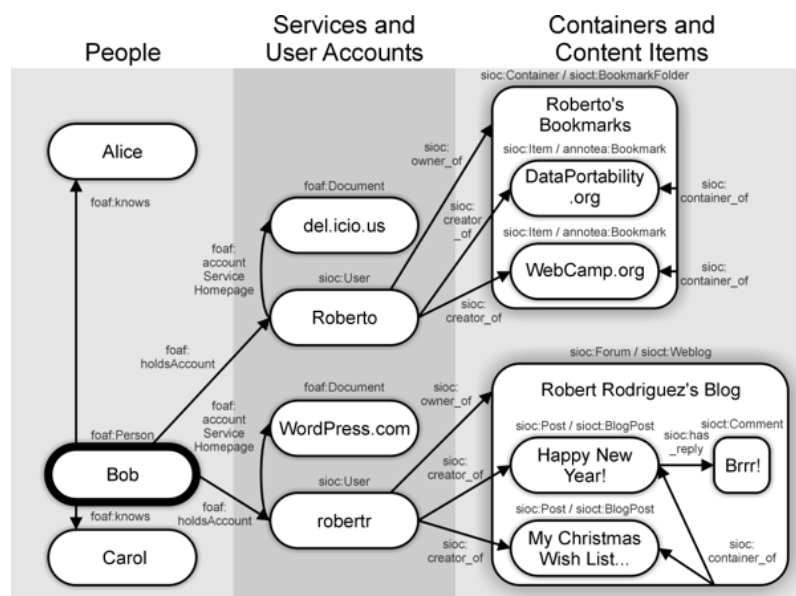 People
Services and
User Accounts
Containers and
Content Items
sioc:Container / sioct:BookmarkFolder
Roberto's
Bookmarks
Alice
foaf:knows
sioc:
owner_of
sioc:Item / annotea:Bookmark
DataPortability
.org
sioc:
container_of
foaf:Document
del.icio.us
sioc:
creator
_of
foaf:
account
Service
Homepage
sioc:Item / annotea:Bookmark
WebCamp.org
sioc:
container_of
sioc:User
Roberto
sioc:
creator_of
foaf:
holdsAccount
sioc:Forum / sioct:Weblog
Robert Rodriguez's Blog
foaf:Document
WordPress.com
sioc:
owner_of
foaf:
account
Service
Homepage
sioc:Post / sioct:BlogPost
Happy New
Year!
sioc:has
_reply
sioct:Comment
Brrr!
foaf:Person
Bob
sioc:
creator_of
sioc:User
robertr
foaf:knows
foaf:
holdsAccount
sioc:Post / sioct:BlogPost
My Christmas
Wish List...
sioc:
creator_of
sioc:
container_of
Carol